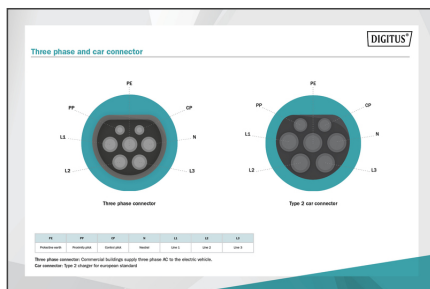 DIGITUS®
Three phase and car connector
PE
PP
CP
L1
N
L2
L3
Three phase connector
PE
PP
CP
L1
N
L2
L3
Type 2 car connector
PE PP CP N L1 L2 L3
Protective earth Proximity pilot Control pilot Neutral Line 1 Line 2 Line 3
Three phase connector: Commercial buildings supply three phase AC to the electric vehicle.
Car connector: Type 2 charger for european standard